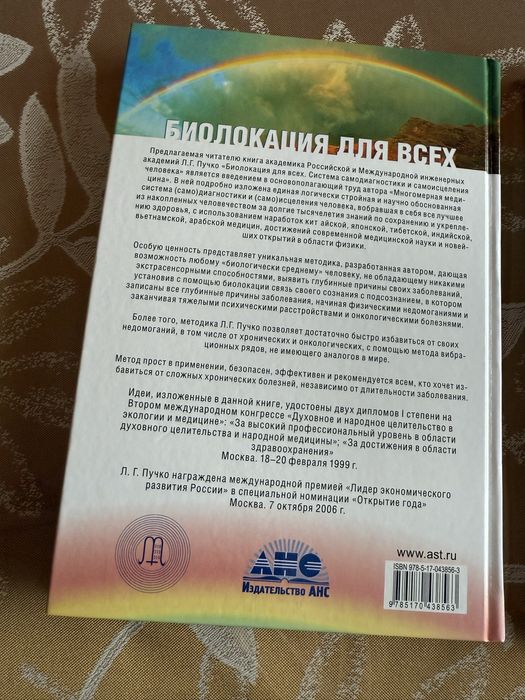 БИОЛОКАЦИЯ ДЛЯ ВСЕХ
Предлагаемая читателю книга академика Российской и Международной инженерных
академий Л.Г. Пучко «Биолокация для всех. Система самодиагностики и самоисцеления
человека» является введением в основополагающий труд автора «Многомерная меди-
цина». В ней подробно изложена единая логически стройная и научно обоснованная
система (само)диагностики и (само)исцеления человека, вобравшая в себя все лучшее
из накопленных человечеством за долгие тысячелетия знаний по сохранению и укрепле-
нию здоровья, с использованием наработок кит айской, японской, тибетской, индийской,
вьетнамской, арабской медицин, достижений современной медицинской науки и новей-
ших открытий в области физики.
Особую ценность представляет уникальная методика, разработанная автором, дающая
возможность любому «биологически среднему» человеку, не обладающему никакими
экстрасенсорными способностями, выявить глубинные причины своих заболеваний,
установив с помощью биолокации связь своего сознания с подсознанием, в котором
записаны все глубинные причины заболевания, начиная физическими недомоганиями и
заканчивая тяжелыми психическими расстройствами и онкологическими болезнями.
Более того, методика Л.Г. Пучко позволяет достаточно быстро избавиться от своих
недомоганий, в том числе от хронических и онкологических, с помощью метода вибра-
ционных рядов, не имеющего аналогов в мире.
Метод прост в применении, безопасен, эффективен и рекомендуется всем, кто хочет из-
бавиться от сложных хронических болезней, независимо от длительности заболевания.
Идеи, изложенные в данной книге, удостоены двух дипломов I степени на
Втором международном конгрессе «Духовное и народное целительство в
экологии и медицине»: «За высокий профессиональный уровень в области
духовного целительства и народной медицины»; «За достижения в области
здравоохранения»
Москва. 18–20 февраля 1999 г.
Л. Г. Пучко награждена международной премией «Лидер экономического
развития России» в специальной номинации «Открытие года»
Москва. 7 октября 2006 г.
www.ast.ru
АНС
Издательство АНС
ISBN 978-5-17-043856-3
9 785170 438563